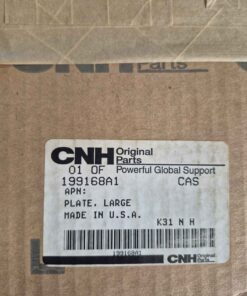 CNH
Parts
CNH Original
Parts
01 OF Powerful Global Support
199168A1 CAS
APN:
PLATE, LARGE
MADE IN U.S.A. K31 N H
199168A1
CNH Original
Parts